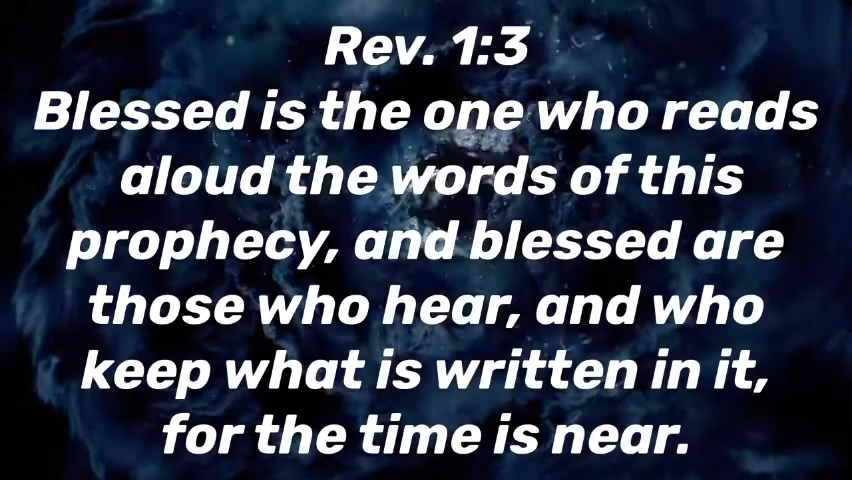 Rev. 1:3
Blessed is the one who reads
aloud the words of this
prophecy, and blessed are
those who hear, and who
keep what is written in it,
for the time is near.